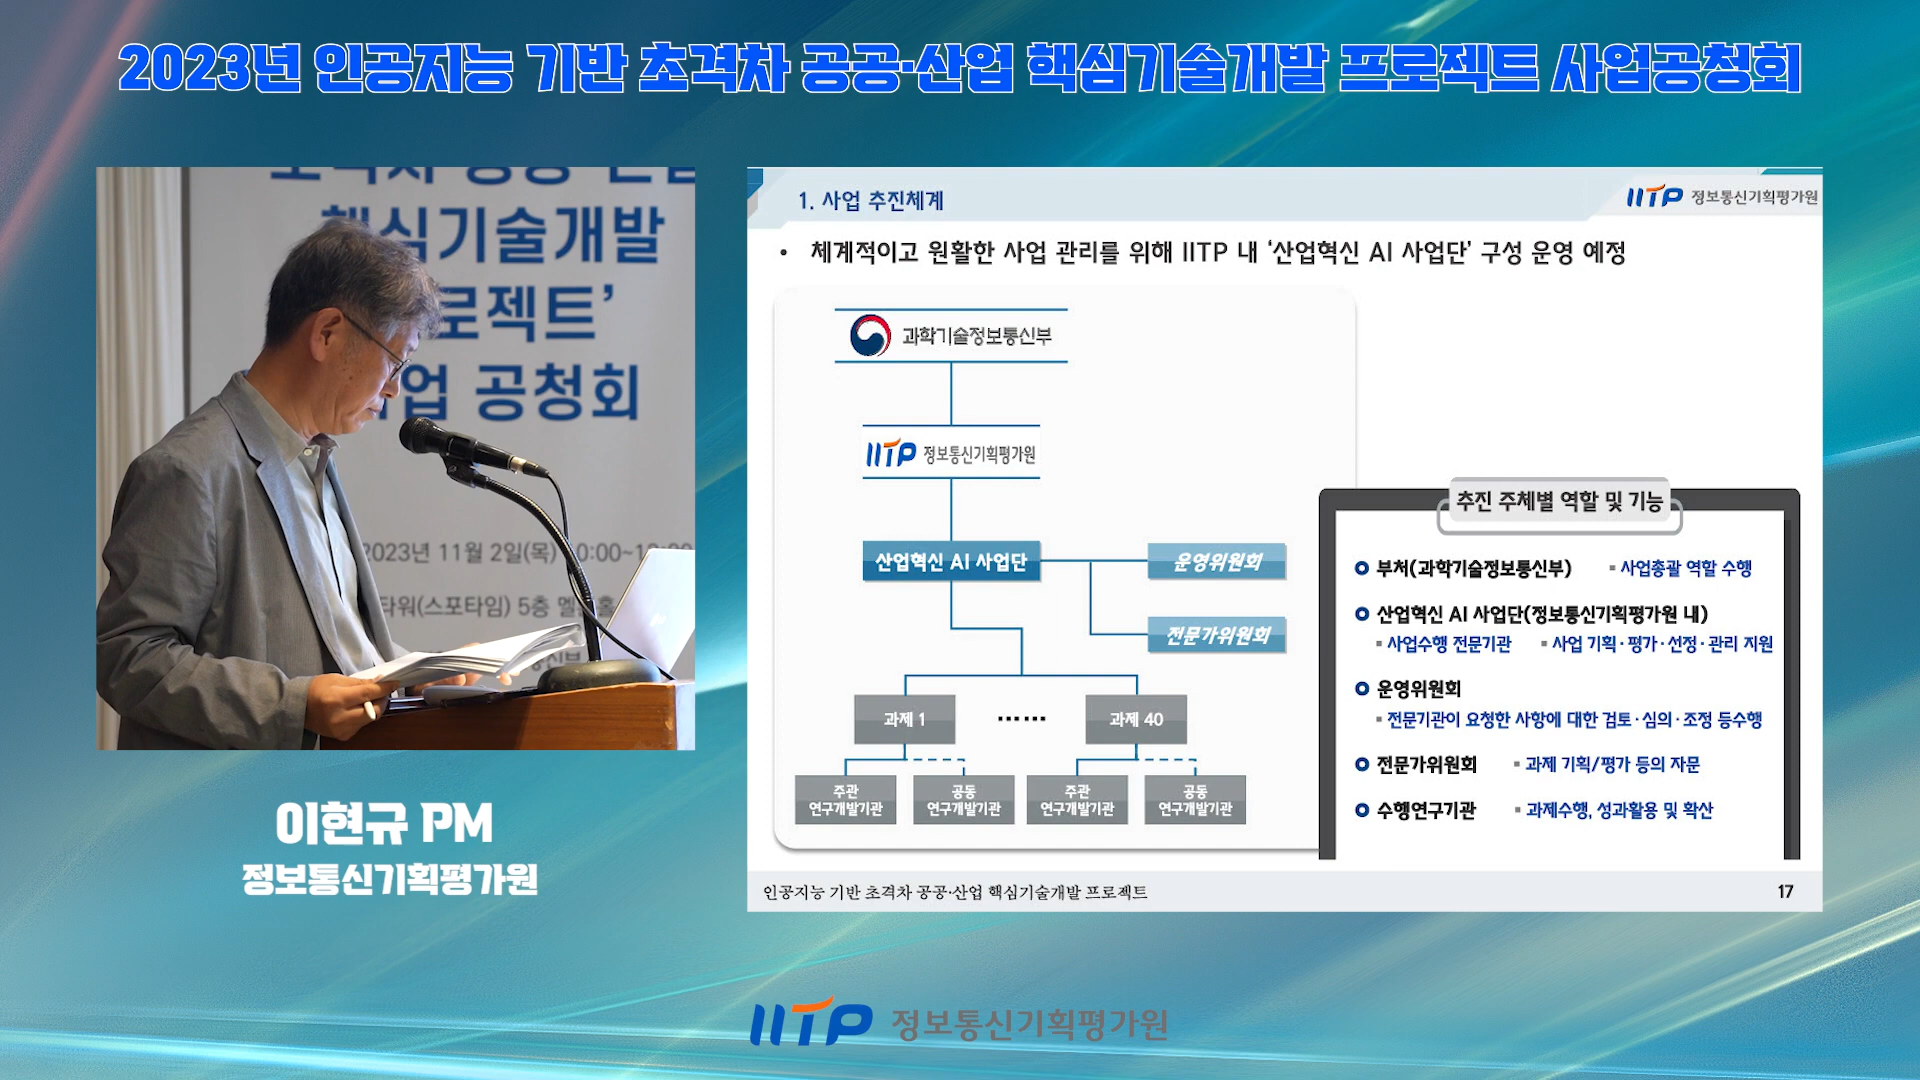 2023년 인공지능 기반 초격차 공공·산업 핵심기술개발 프로젝트 사업공청회
초격차 공공·산업
핵심기술개발
로젝트’
업 공청회
2023년 11월 2일(목)
타워(스포타임) 5층
이현규 PM
정보통신기획평가원
1. 사업 추진체계
IITP 정보통신기획평가원
• 체계적이고 원활한 사업 관리를 위해 IITP 내 ‘산업혁신 AI 사업단’ 구성 운영 예정
과학기술정보통신부
IITP 정보통신기획평가원
산업혁신 AI 사업단
운영위원회
전문가위원회
과제 1
······
과제 40
주관
연구개발기관
공동
연구개발기관
주관
연구개발기관
공동
연구개발기관
추진 주체별 역할 및 기능
부처(과학기술정보통신부) ▪ 사업총괄 역할 수행
산업혁신 AI 사업단(정보통신기획평가원 내)
▪ 사업수행 전문기관 ▪ 사업 기획·평가·선정·관리 지원
운영위원회
▪ 전문기관이 요청한 사항에 대한 검토·심의·조정 등수행
전문가위원회 ▪ 과제 기획/평가 등의 자문
수행연구기관 ▪ 과제수행, 성과활용 및 확산
인공지능 기반 초격차 공공·산업 핵심기술개발 프로젝트
17
IITP 정보통신기획평가원